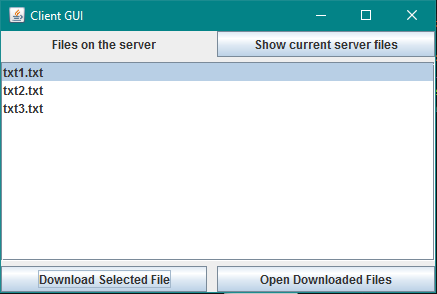 Client GUI
Files on the server
Show current server files
txt1.txt
txt2.txt
txt3.txt
Download Selected File
Open Downloaded Files